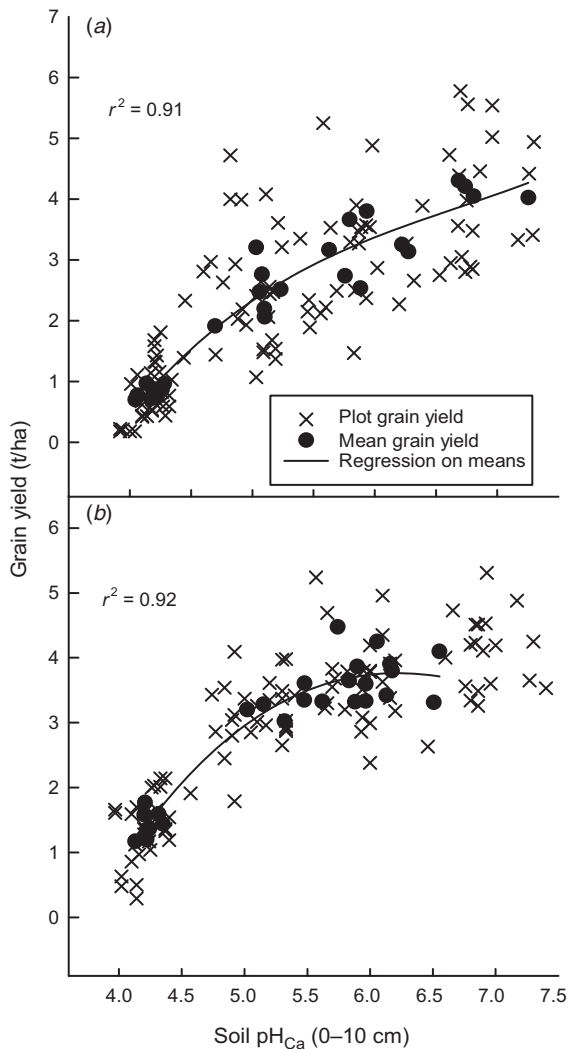 7
(a)
6
r² = 0.91
5
4
3
2
1
0
Plot grain yield
Mean grain yield
Regression on means
Grain yield (t/ha)
(b)
6
r² = 0.92
5
4
3
2
1
0
4.0 4.5 5.0 5.5 6.0 6.5 7.0 7.5
Soil pH_Ca (0–10 cm)